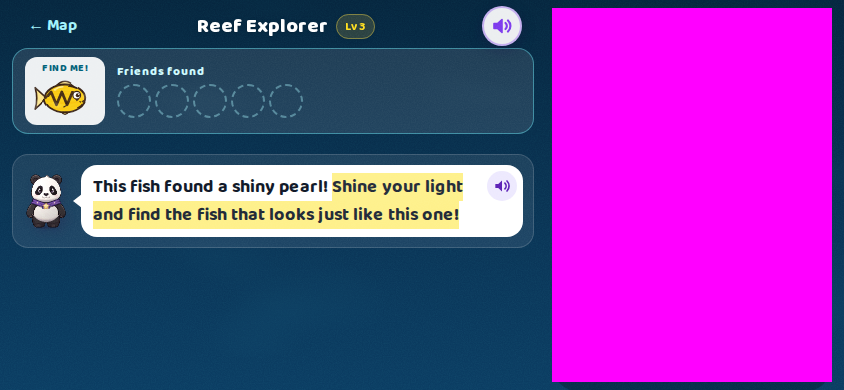 ← Map
Reef Explorer
Lv 3
FIND ME!
Friends found
This fish found a shiny pearl! Shine your light
and find the fish that looks just like this one!